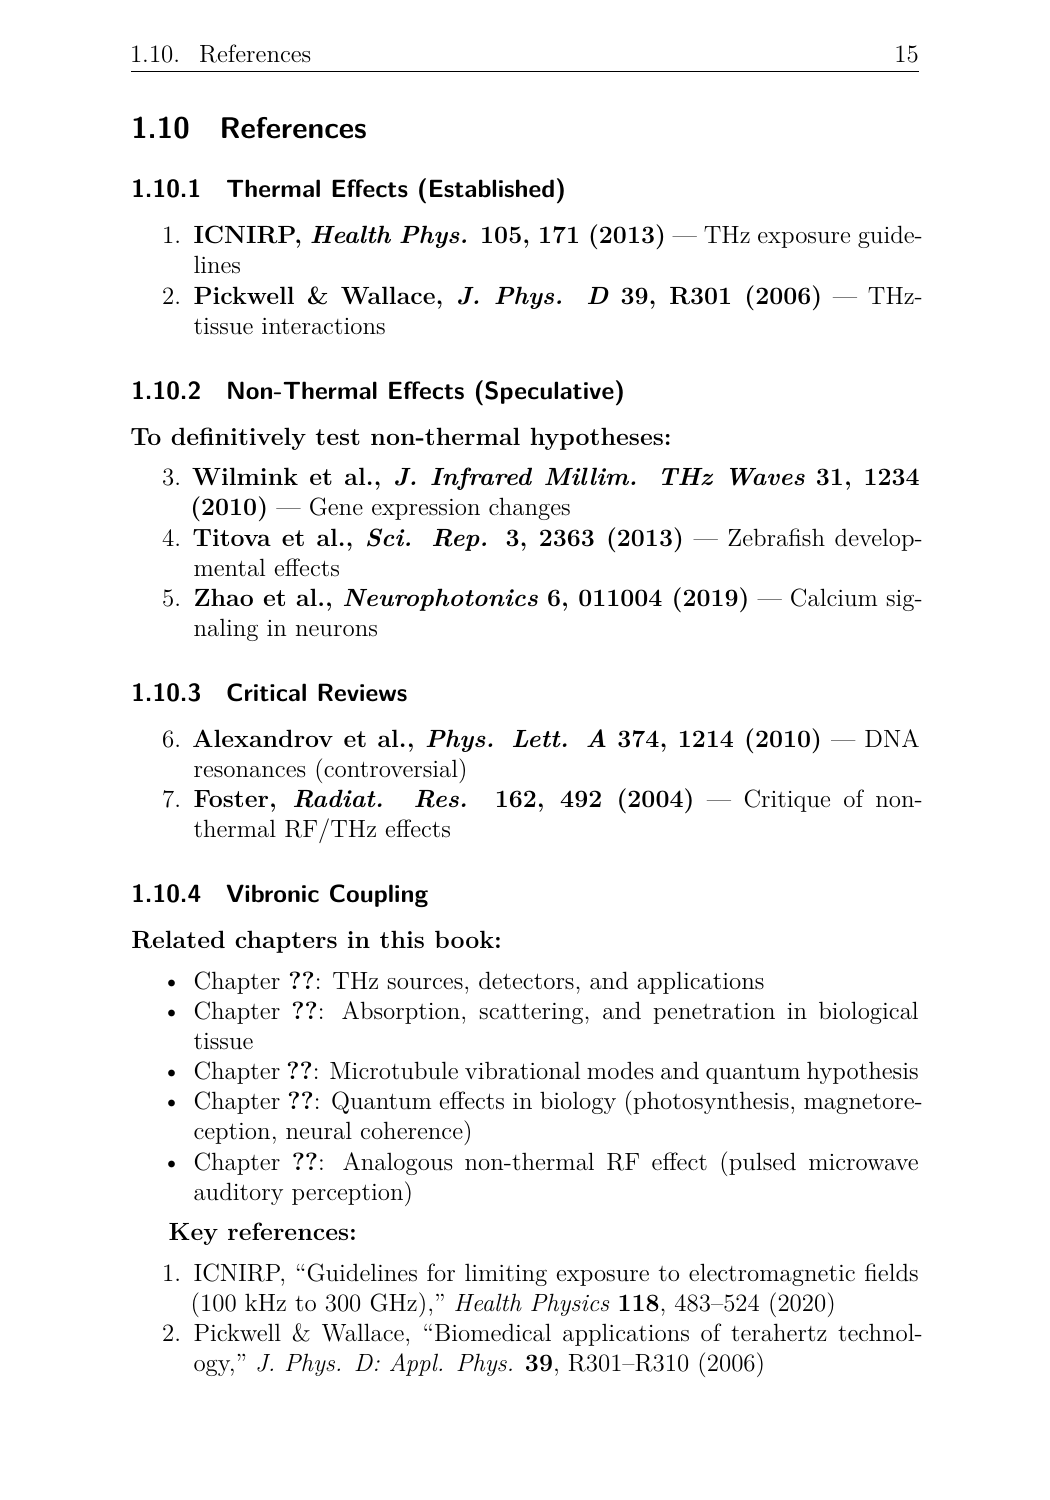 1.10. References 15
1.10 References
1.10.1 Thermal Effects (Established)
1. ICNIRP, Health Phys. 105, 171 (2013) — THz exposure guide-
lines
2. Pickwell & Wallace, J. Phys. D 39, R301 (2006) — THz-
tissue interactions
1.10.2 Non-Thermal Effects (Speculative)
To definitively test non-thermal hypotheses:
3. Wilmink et al., J. Infrared Millim. THz Waves 31, 1234
(2010) — Gene expression changes
4. Titova et al., Sci. Rep. 3, 2363 (2013) — Zebrafish develop-
mental effects
5. Zhao et al., Neurophotonics 6, 011004 (2019) — Calcium sig-
naling in neurons
1.10.3 Critical Reviews
6. Alexandrov et al., Phys. Lett. A 374, 1214 (2010) — DNA
resonances (controversial)
7. Foster, Radiat. Res. 162, 492 (2004) — Critique of non-
thermal RF/THz effects
1.10.4 Vibronic Coupling
Related chapters in this book:
• Chapter ??: THz sources, detectors, and applications
• Chapter ??: Absorption, scattering, and penetration in biological
tissue
• Chapter ??: Microtubule vibrational modes and quantum hypothesis
• Chapter ??: Quantum effects in biology (photosynthesis, magnetore-
ception, neural coherence)
• Chapter ??: Analogous non-thermal RF effect (pulsed microwave
auditory perception)
Key references:
1. ICNIRP, “Guidelines for limiting exposure to electromagnetic fields
(100 kHz to 300 GHz),” Health Physics 118, 483–524 (2020)
2. Pickwell & Wallace, “Biomedical applications of terahertz technol-
ogy,” J. Phys. D: Appl. Phys. 39, R301–R310 (2006)